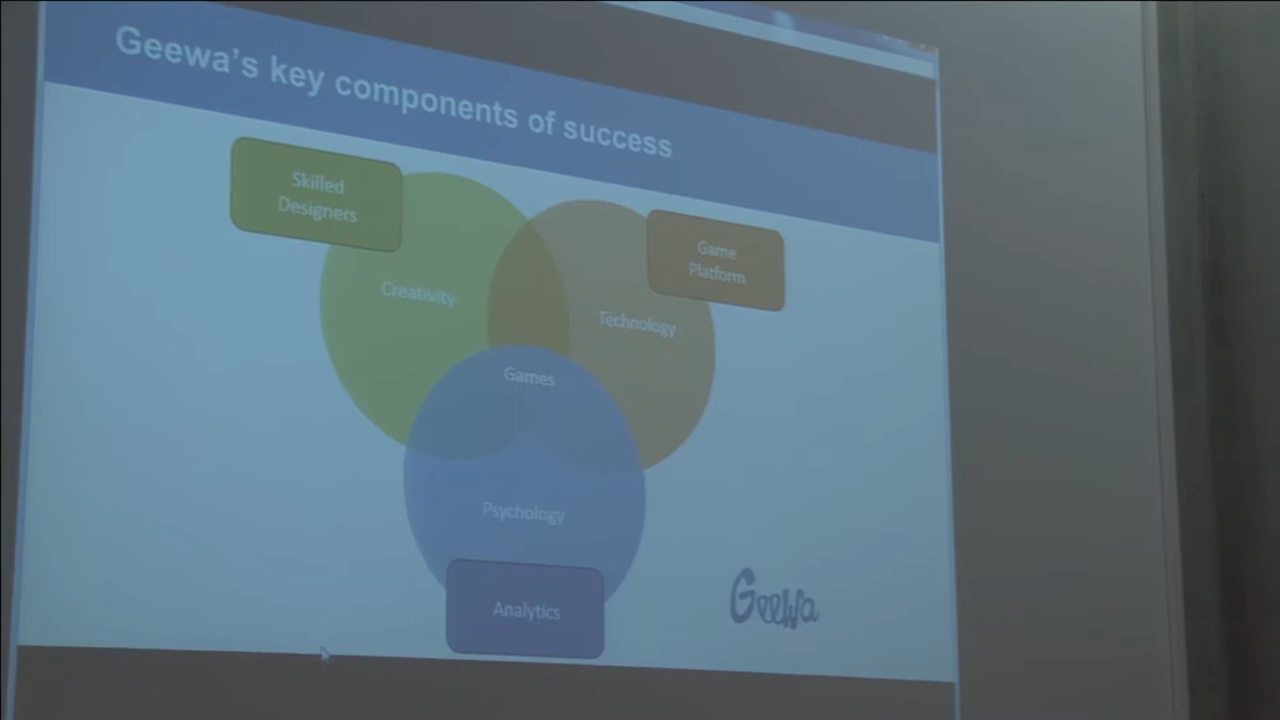 Geewa's key components of success
Skilled
Designers
Game
Platform
Creativity
Technology
Games
Psychology
Analytics
Geewa